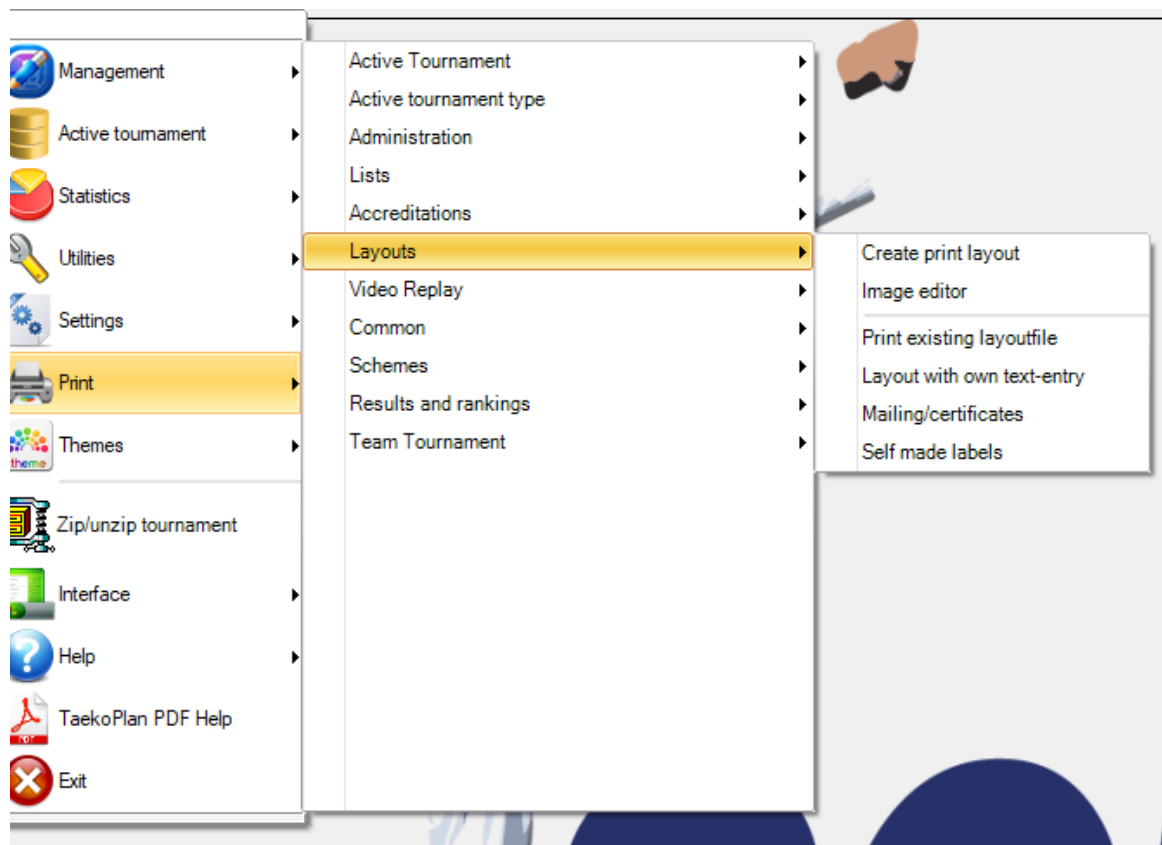 Management
Active tournament
Statistics
Utilities
Settings
Print
theme
Themes
Zip/unzip tournament
Interface
Help
PDF
TaekoPlan PDF Help
Exit
Active Tournament
Active tournament type
Administration
Lists
Accreditations
Layouts
Video Replay
Common
Schemes
Results and rankings
Team Tournament
Create print layout
Image editor
Print existing layoutfile
Layout with own text-entry
Mailing/certificates
Self made labels